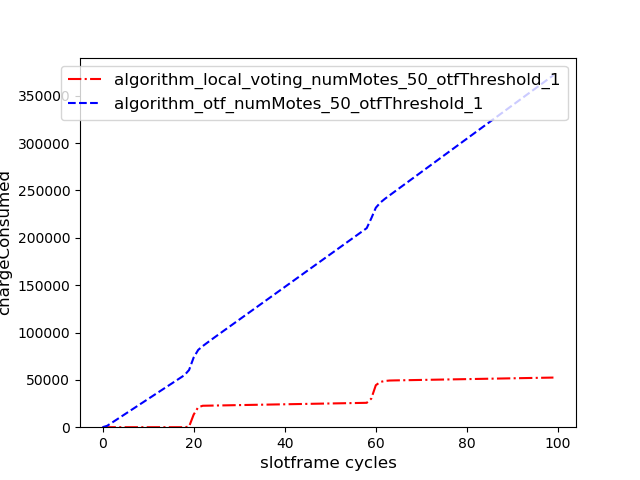 algorithm_local_voting_numMotes_50_otfThreshold_1
algorithm_otf_numMotes_50_otfThreshold_1
350000
300000
250000
200000
150000
100000
50000
0
chargeConsumed
0 20 40 60 80 100
slotframe cycles